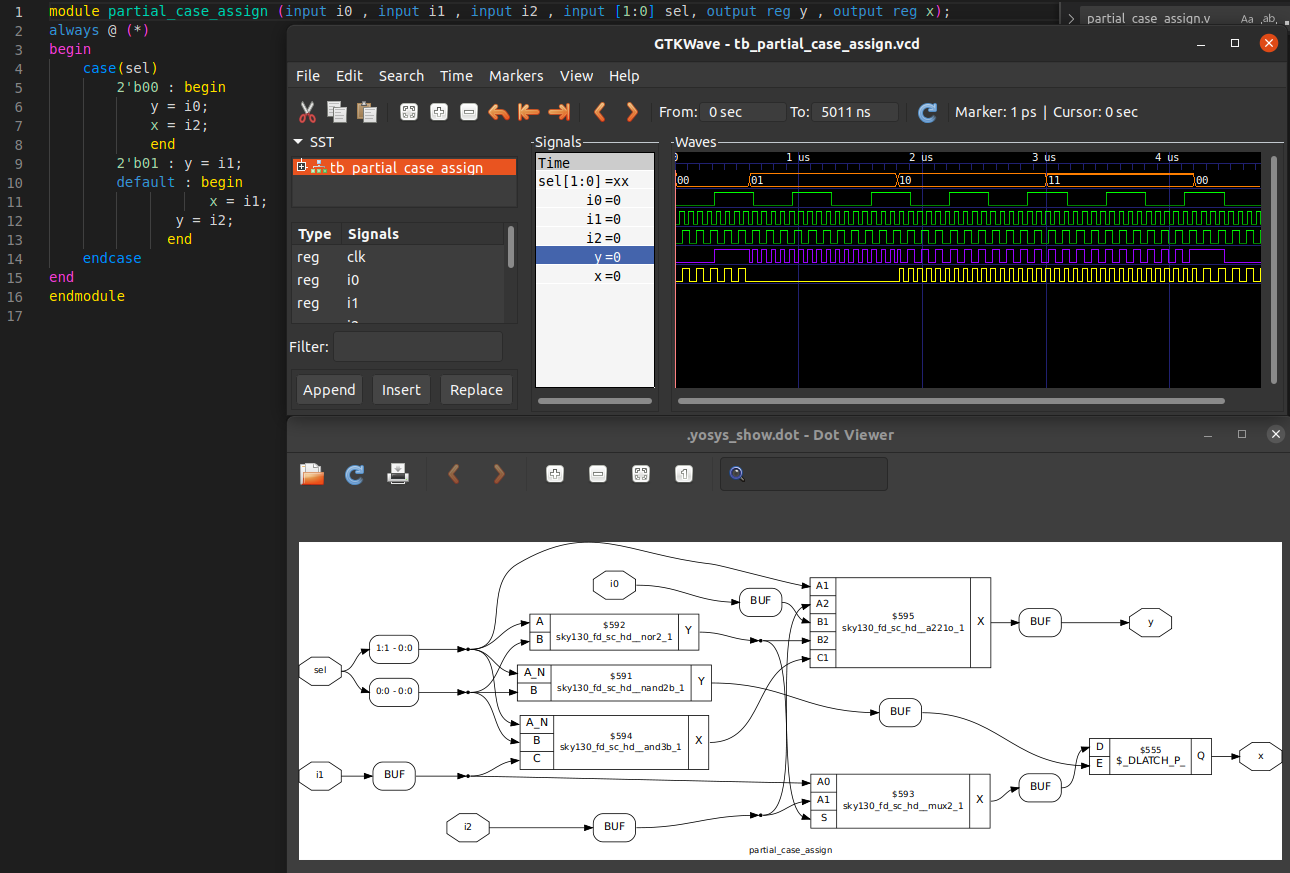 1 module partial_case_assign (input i0 , input i1 , input i2 , input [1:0] sel, output reg y , output reg x);
2 always @ (*)
3 begin
4 case(sel)
5 2'b00 : begin
6 y = i0;
7 x = i2;
8 end
9 2'b01 : y = i1;
10 default : begin
11 x = i1;
12 y = i2;
13 end
14 endcase
15 end
16 endmodule
17
partial_case_assign.v Aa ab
GTKWave - tb_partial_case_assign.vcd
File Edit Search Time Markers View Help
From: 0 sec To: 5011 ns Marker: 1 ps | Cursor: 0 sec
SST
tb_partial_case_assign
Type Signals
reg clk
reg i0
reg i1
Filter:
Append Insert Replace
Signals
Time
sel[1:0] =xx
i0 =0
i1 =0
i2 =0
y =0
x =0
Waves
0 1 us 2 us 3 us 4 us
00 01 10 11 00
.yosys_show.dot - Dot Viewer
sel
1:1 - 0:0
0:0 - 0:0
i1
BUF
i2
BUF
i0
BUF
A
B
$592
sky130_fd_sc_hd__nor2_1
Y
A_N
B
$591
sky130_fd_sc_hd__nand2b_1
Y
A_N
B
C
$594
sky130_fd_sc_hd__and3b_1
X
A1
A2
B1
B2
C1
$595
sky130_fd_sc_hd__a221o_1
X
BUF
y
BUF
A0
A1
S
$593
sky130_fd_sc_hd__mux2_1
X
BUF
D
E
$555
$_DLATCH_P_
Q
x
partial_case_assign